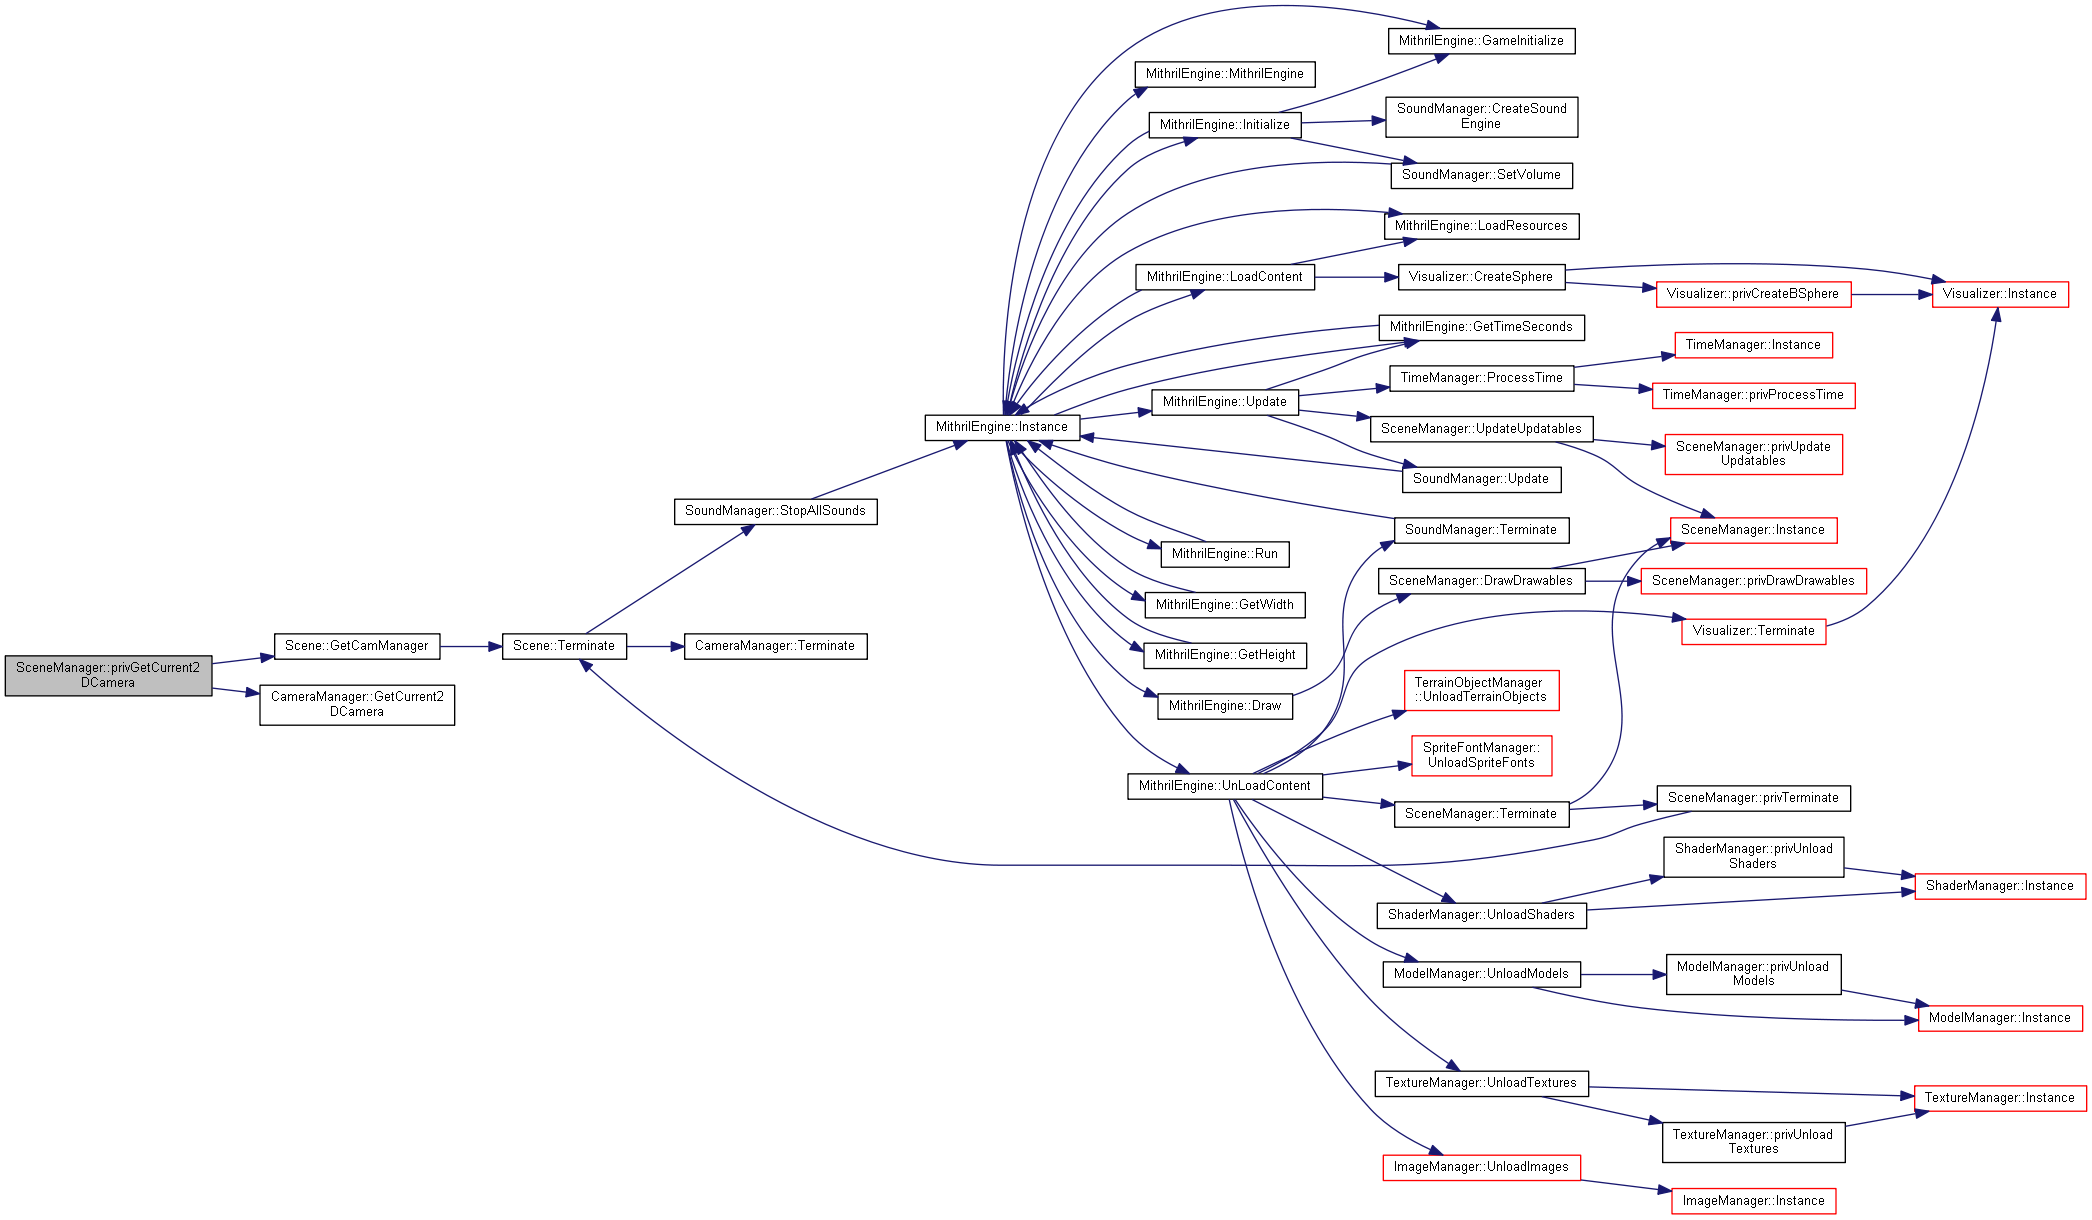 SceneManager::privGetCurrent2
DCamera
Scene::GetCamManager
CameraManager::GetCurrent2
DCamera
Scene::Terminate
SoundManager::StopAllSounds
CameraManager::Terminate
MithrilEngine::Instance
MithrilEngine::MithrilEngine
MithrilEngine::Initialize
MithrilEngine::LoadContent
MithrilEngine::Update
MithrilEngine::Run
MithrilEngine::GetWidth
MithrilEngine::GetHeight
MithrilEngine::Draw
MithrilEngine::UnLoadContent
MithrilEngine::GameInitialize
SoundManager::CreateSound
Engine
SoundManager::SetVolume
MithrilEngine::LoadResources
Visualizer::CreateSphere
MithrilEngine::GetTimeSeconds
TimeManager::ProcessTime
SceneManager::UpdateUpdatables
SoundManager::Update
SoundManager::Terminate
SceneManager::DrawDrawables
TerrainObjectManager
::UnloadTerrainObjects
SpriteFontManager::
UnloadSpriteFonts
SceneManager::Terminate
ShaderManager::UnloadShaders
ModelManager::UnloadModels
TextureManager::UnloadTextures
ImageManager::UnloadImages
Visualizer::privCreateBSphere
TimeManager::Instance
TimeManager::privProcessTime
SceneManager::privUpdate
Updatables
SceneManager::Instance
SceneManager::privDrawDrawables
Visualizer::Terminate
SceneManager::privTerminate
ShaderManager::privUnload
Shaders
ModelManager::privUnload
Models
TextureManager::privUnload
Textures
ImageManager::Instance
Visualizer::Instance
ShaderManager::Instance
ModelManager::Instance
TextureManager::Instance